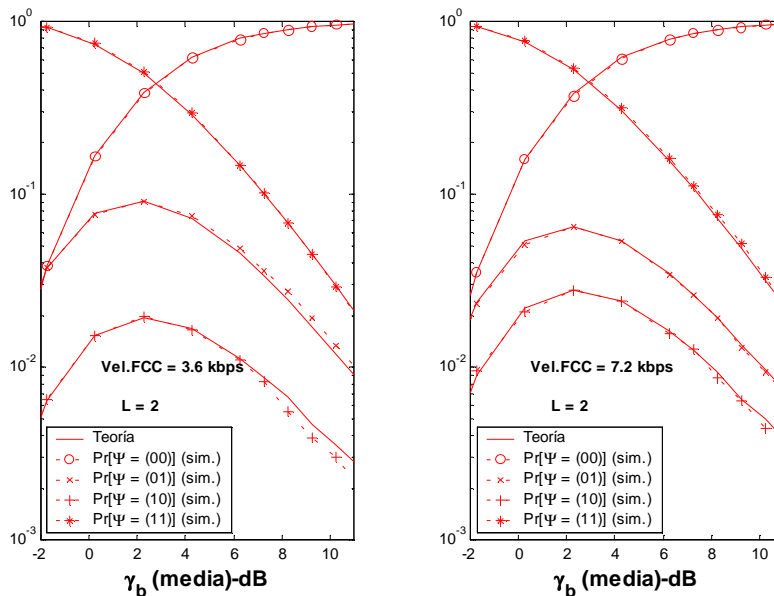 10^0
10^-1
10^-2
10^-3
-2
0
2
4
6
8
10
γ_b (media)-dB
Vel.FCC = 3.6 kbps
L = 2
Teoría
Pr[Ψ = (00)] (sim.)
Pr[Ψ = (01)] (sim.)
Pr[Ψ = (10)] (sim.)
Pr[Ψ = (11)] (sim.)
10^0
10^-1
10^-2
10^-3
-2
0
2
4
6
8
10
γ_b (media)-dB
Vel.FCC = 7.2 kbps
L = 2
Teoría
Pr[Ψ = (00)] (sim.)
Pr[Ψ = (01)] (sim.)
Pr[Ψ = (10)] (sim.)
Pr[Ψ = (11)] (sim.)